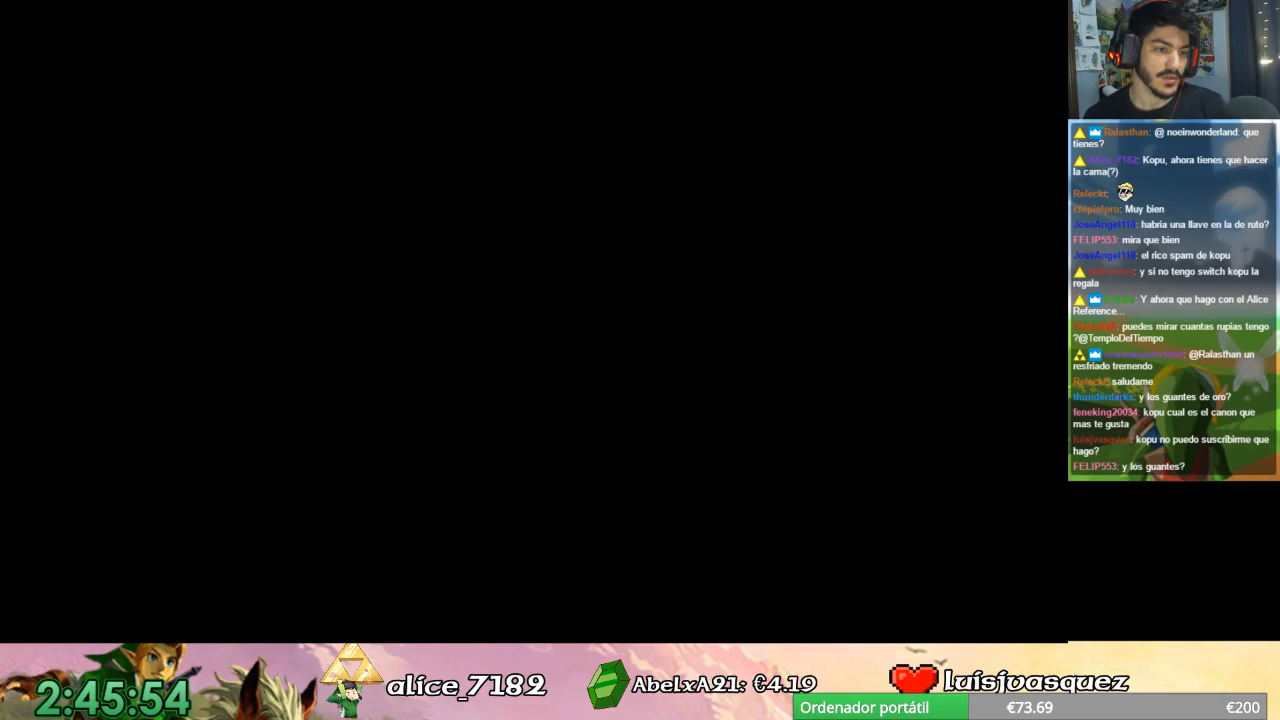 Ralasthan: @ noeinwonderland: que
tienes?
Alice_7182: Kopu, ahora tienes que hacer
la cama(?)
Releckt:
chipielpro: Muy bien
JoseAngel118: habria una llave en la de ruto?
FELIP553: mira que bien
JoseAngel118: el rico spam de kopu
: y si no tengo switch kopu la
regala
: Y ahora que hago con el Alice
Reference...
: puedes mirar cuantas rupias tengo
?@TemploDelTiempo
: @Ralasthan un
resfriado tremendo
Releckt: saludame
thunderdarks: y los guantes de oro?
feneking20034: kopu cual es el canon que
mas te gusta
luisjvasquez: kopu no puedo suscribirme que
hago?
FELIP553: y los guantes?
2:45:54
alice_7182
AbelxA21: €4.19
luisjvasquez
Ordenador portátil €73.69 €200